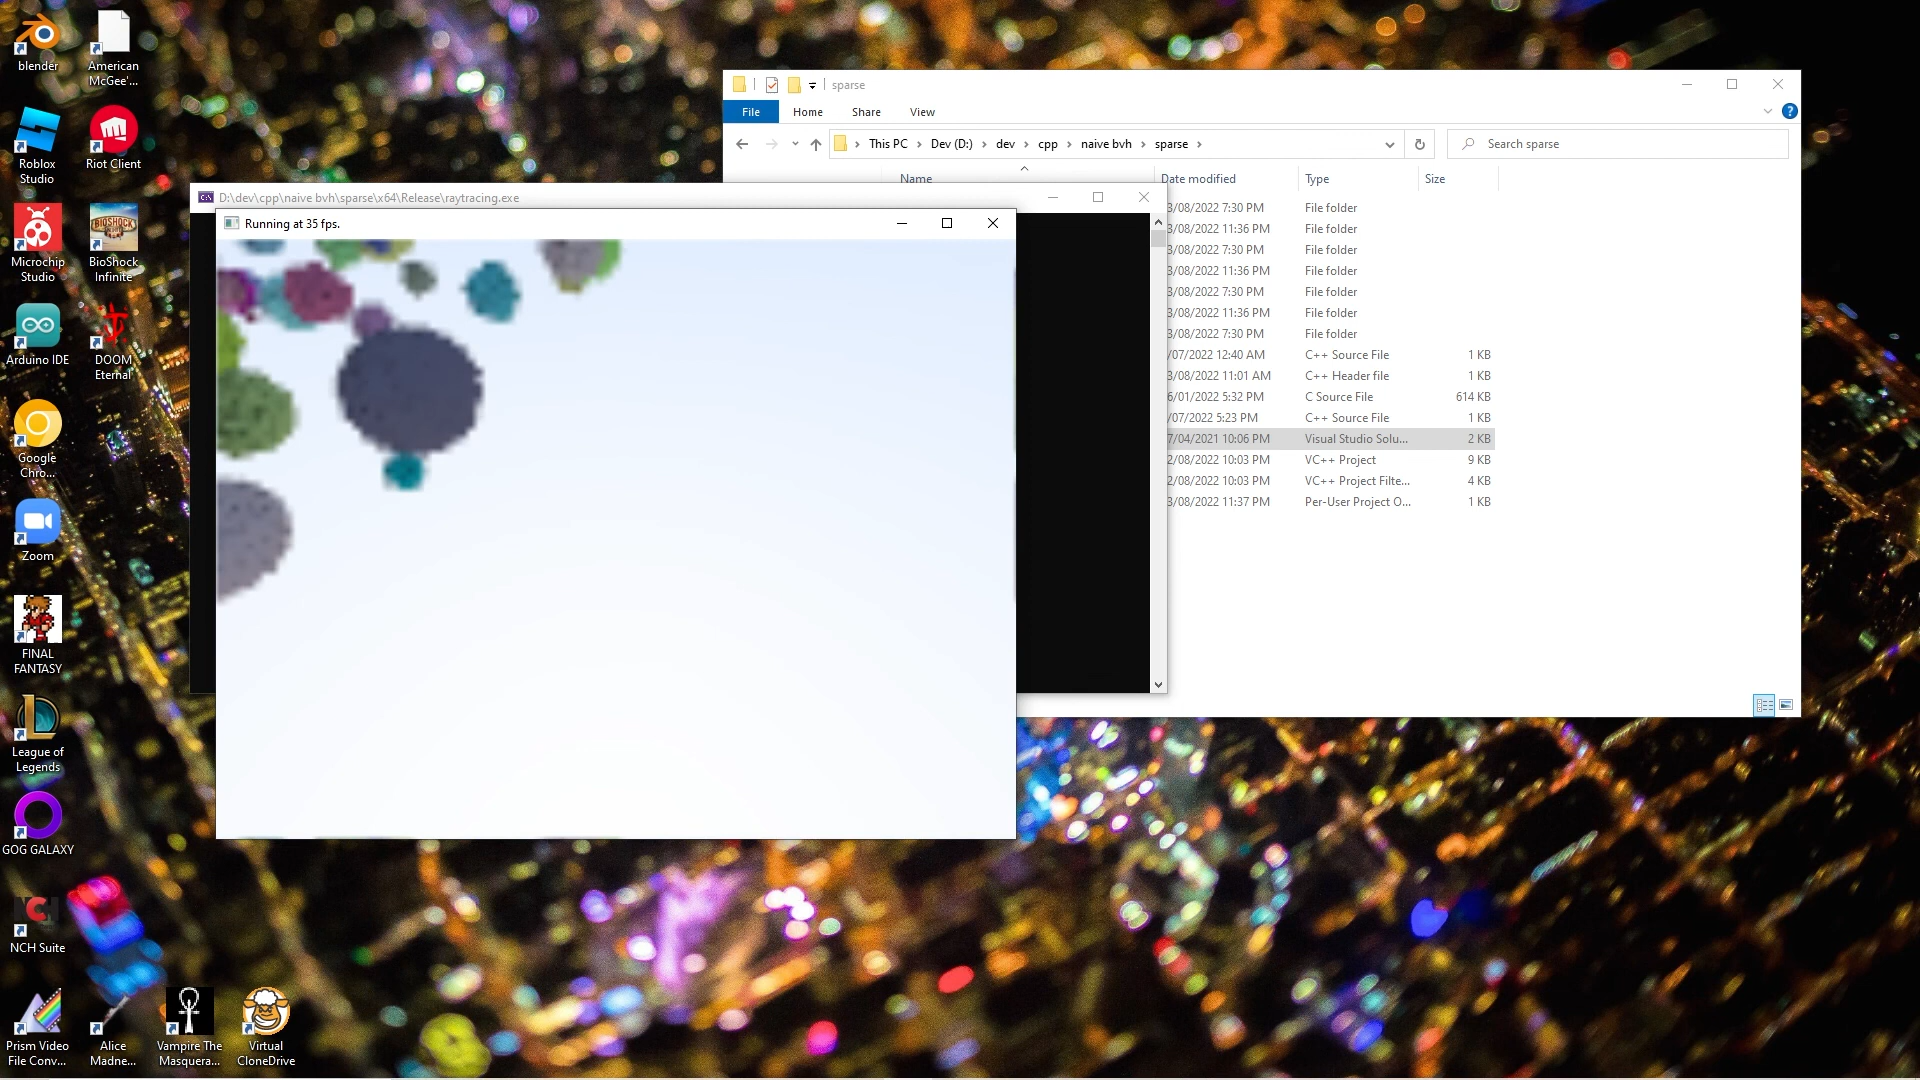 blender
American
McGee'...
Roblox
Studio
Riot Client
Microchip
Studio
BioShock
Infinite
Arduino IDE
DOOM
Eternal
Google
Chro...
Zoom
FINAL
FANTASY
League of
Legends
GOG GALAXY
NCH Suite
Prism Video
File Conv...
Alice
Madne...
Vampire The
Masquera...
Virtual
CloneDrive
sparse
File Home Share View
This PC Dev (D:) dev cpp naive bvh sparse
Search sparse
Name Date modified Type Size
3/08/2022 7:30 PM File folder
3/08/2022 11:36 PM File folder
3/08/2022 7:30 PM File folder
3/08/2022 11:36 PM File folder
3/08/2022 7:30 PM File folder
3/08/2022 11:36 PM File folder
3/08/2022 7:30 PM File folder
/07/2022 12:40 AM C++ Source File 1 KB
3/08/2022 11:01 AM C++ Header file 1 KB
6/01/2022 5:32 PM C Source File 614 KB
/07/2022 5:23 PM C++ Source File 1 KB
7/04/2021 10:06 PM Visual Studio Solu... 2 KB
2/08/2022 10:03 PM VC++ Project 9 KB
2/08/2022 10:03 PM VC++ Project Filte... 4 KB
3/08/2022 11:37 PM Per-User Project O... 1 KB
D:\dev\cpp\naive bvh\sparse\x64\Release\raytracing.exe
Running at 35 fps.